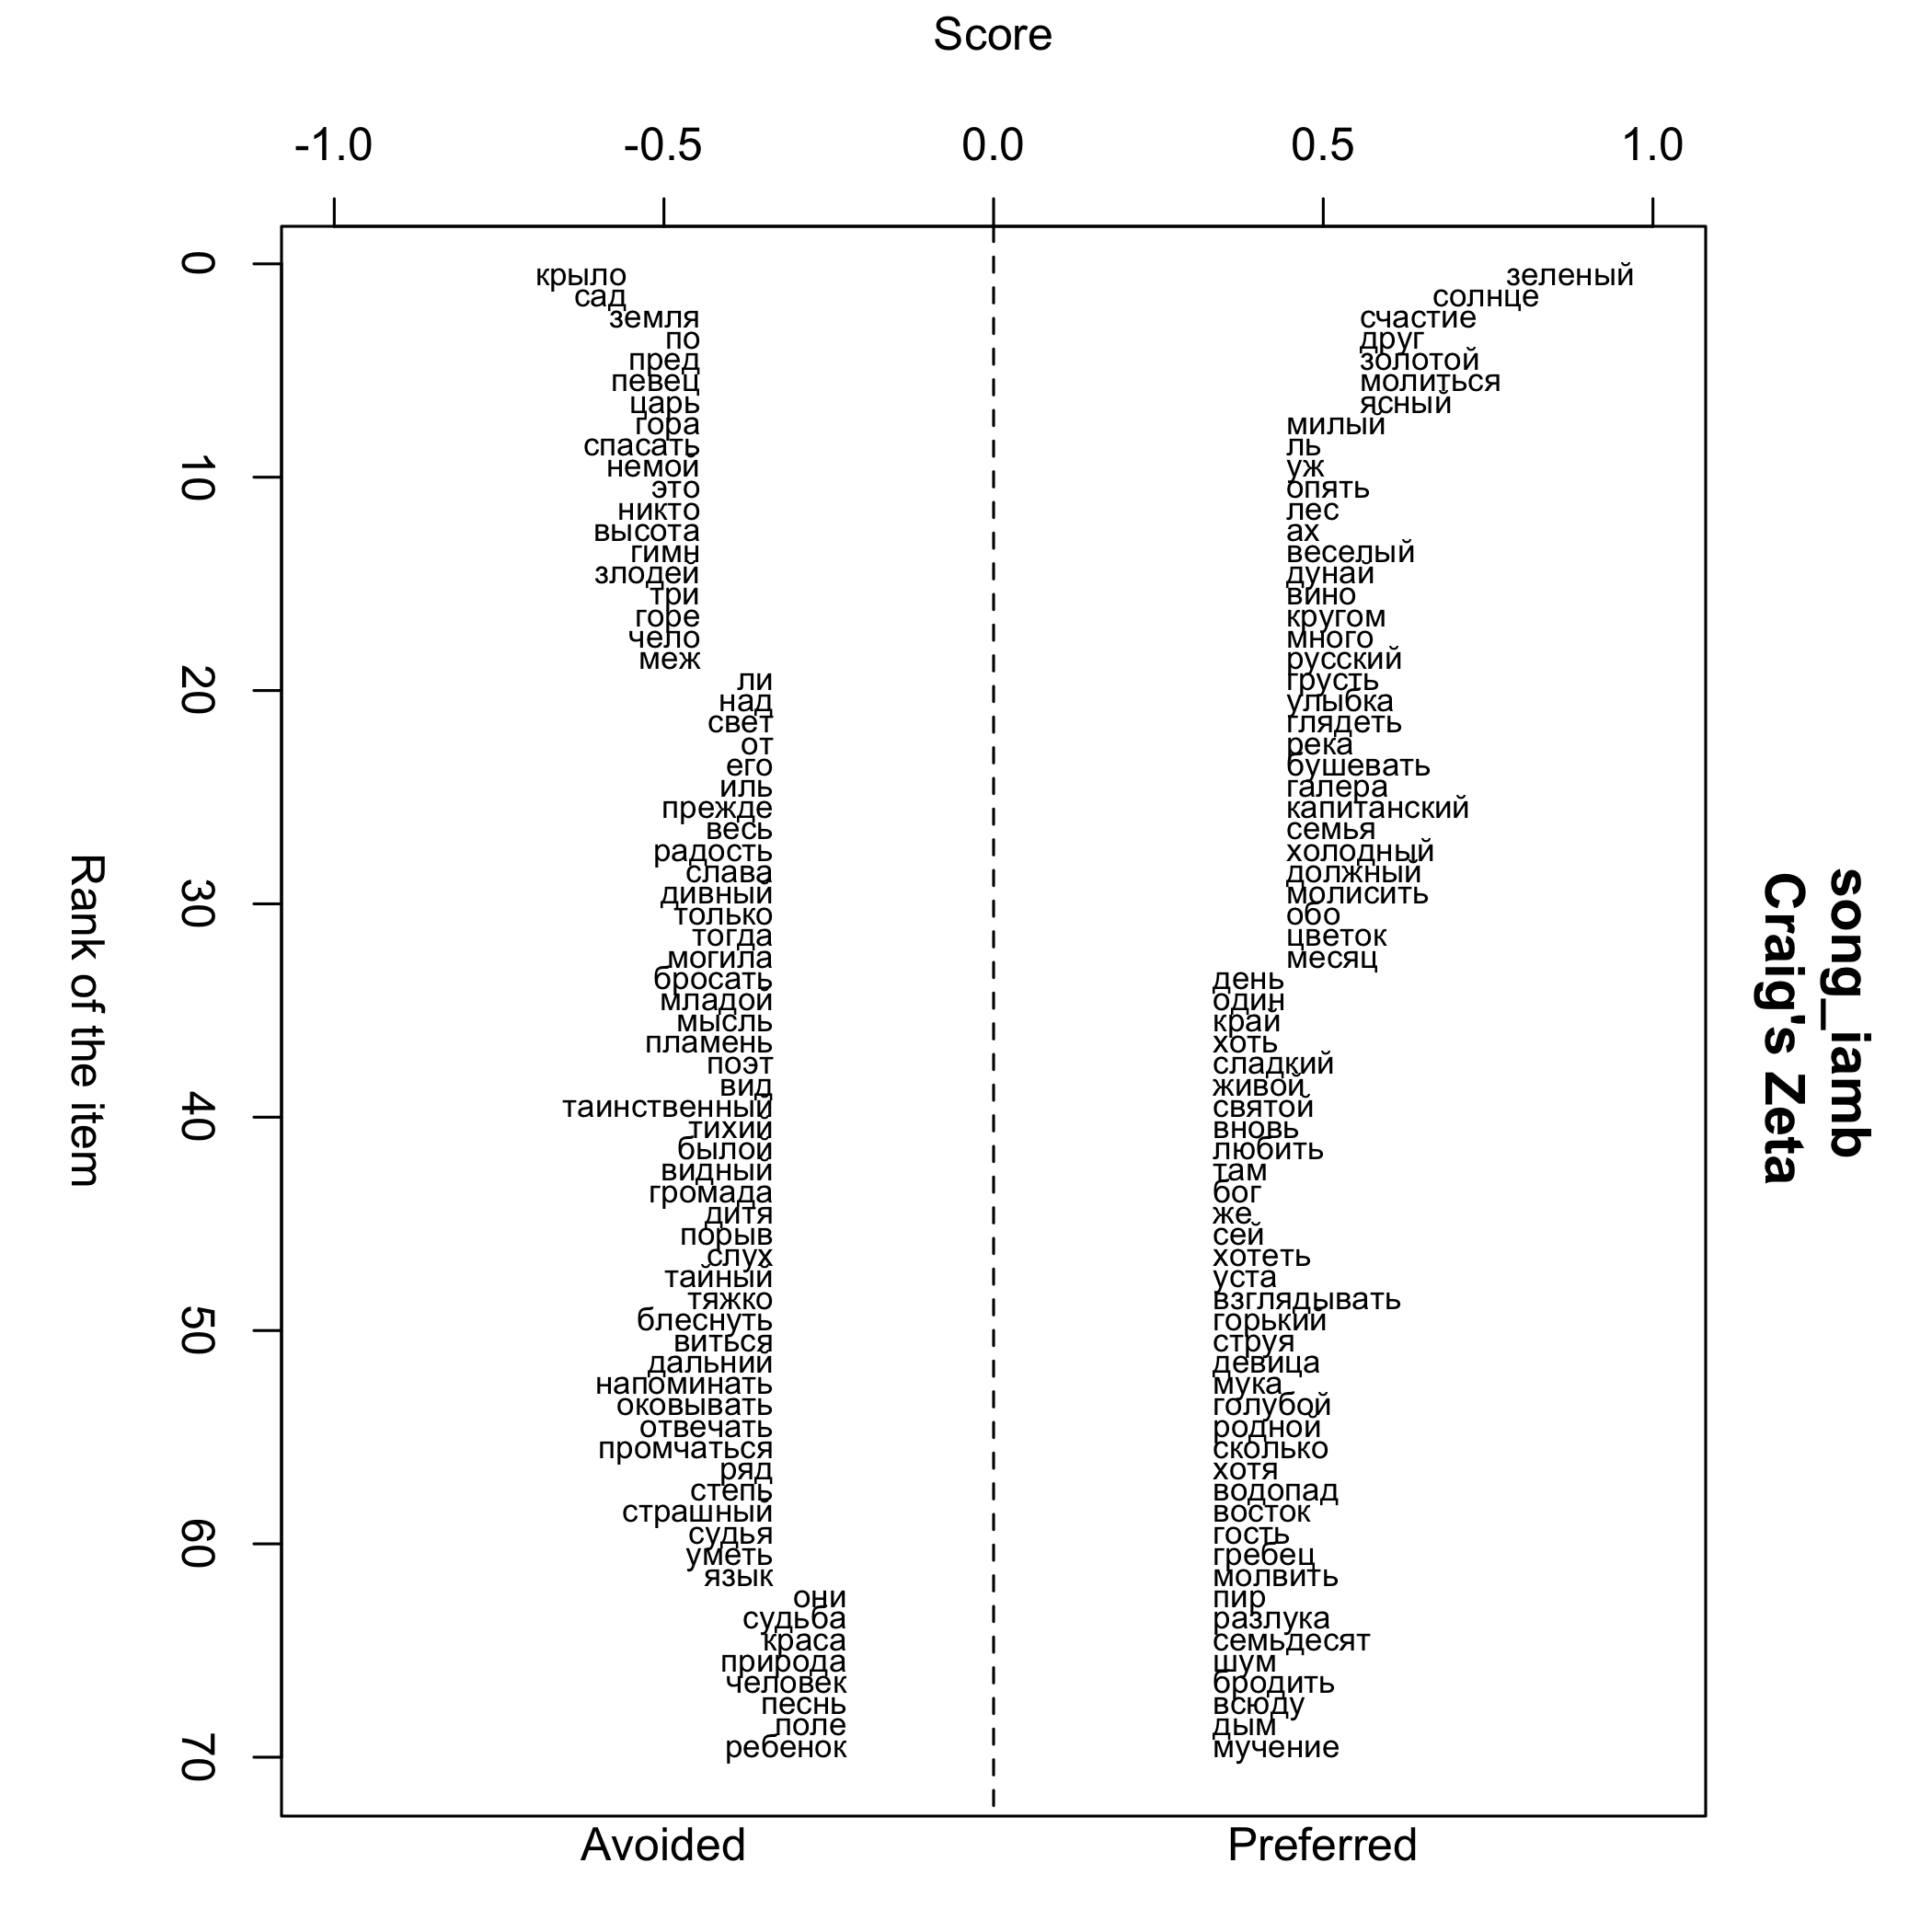 Score
-1.0 -0.5 0.0 0.5 1.0
song_iamb
Craig's Zeta
Rank of the item
0
10
20
30
40
50
60
70
крыло
сад
земля
по
пред
певец
царь
гора
спасать
немой
это
никто
высота
гимн
злодей
три
горе
чело
меж
ли
над
свет
от
его
иль
прежде
весь
радость
слава
дивный
только
тогда
могила
бросать
младой
мысль
пламень
поэт
вид
таинственный
тихий
былой
видный
громада
дитя
порыв
слух
тайный
тяжко
блеснуть
виться
дальний
напоминать
оковывать
отвечать
промчаться
ряд
степь
страшный
судья
уметь
язык
они
судьба
краса
природа
человек
песнь
поле
ребенок
зеленый
солнце
счастие
друг
золотой
молиться
ясный
милый
ль
уж
опять
лес
ах
веселый
дунай
вино
кругом
много
русский
грусть
улыбка
глядеть
река
бушевать
галера
капитанский
семья
холодный
должный
молисить
обо
цветок
месяц
день
один
край
хоть
сладкий
живой
святой
вновь
любить
там
бог
же
сей
хотеть
уста
взглядывать
горький
струя
девица
мука
голубой
родной
сколько
хотя
водопад
восток
гость
гребец
молвить
пир
разлука
семьдесят
шум
бродить
всюду
дым
мучение
Avoided
Preferred